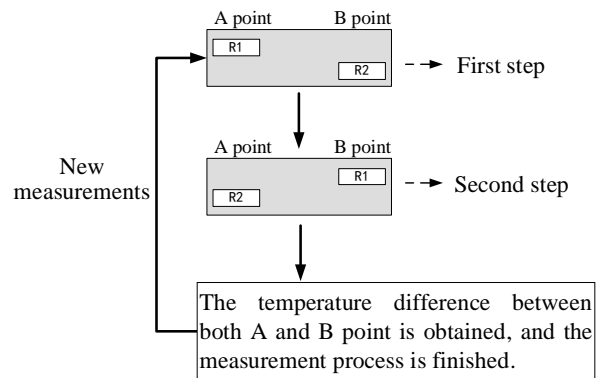 A point B point
R1
R2
First step
A point B point
New
measurements
R1
R2
Second step
The temperature difference between
both A and B point is obtained, and the
measurement process is finished.